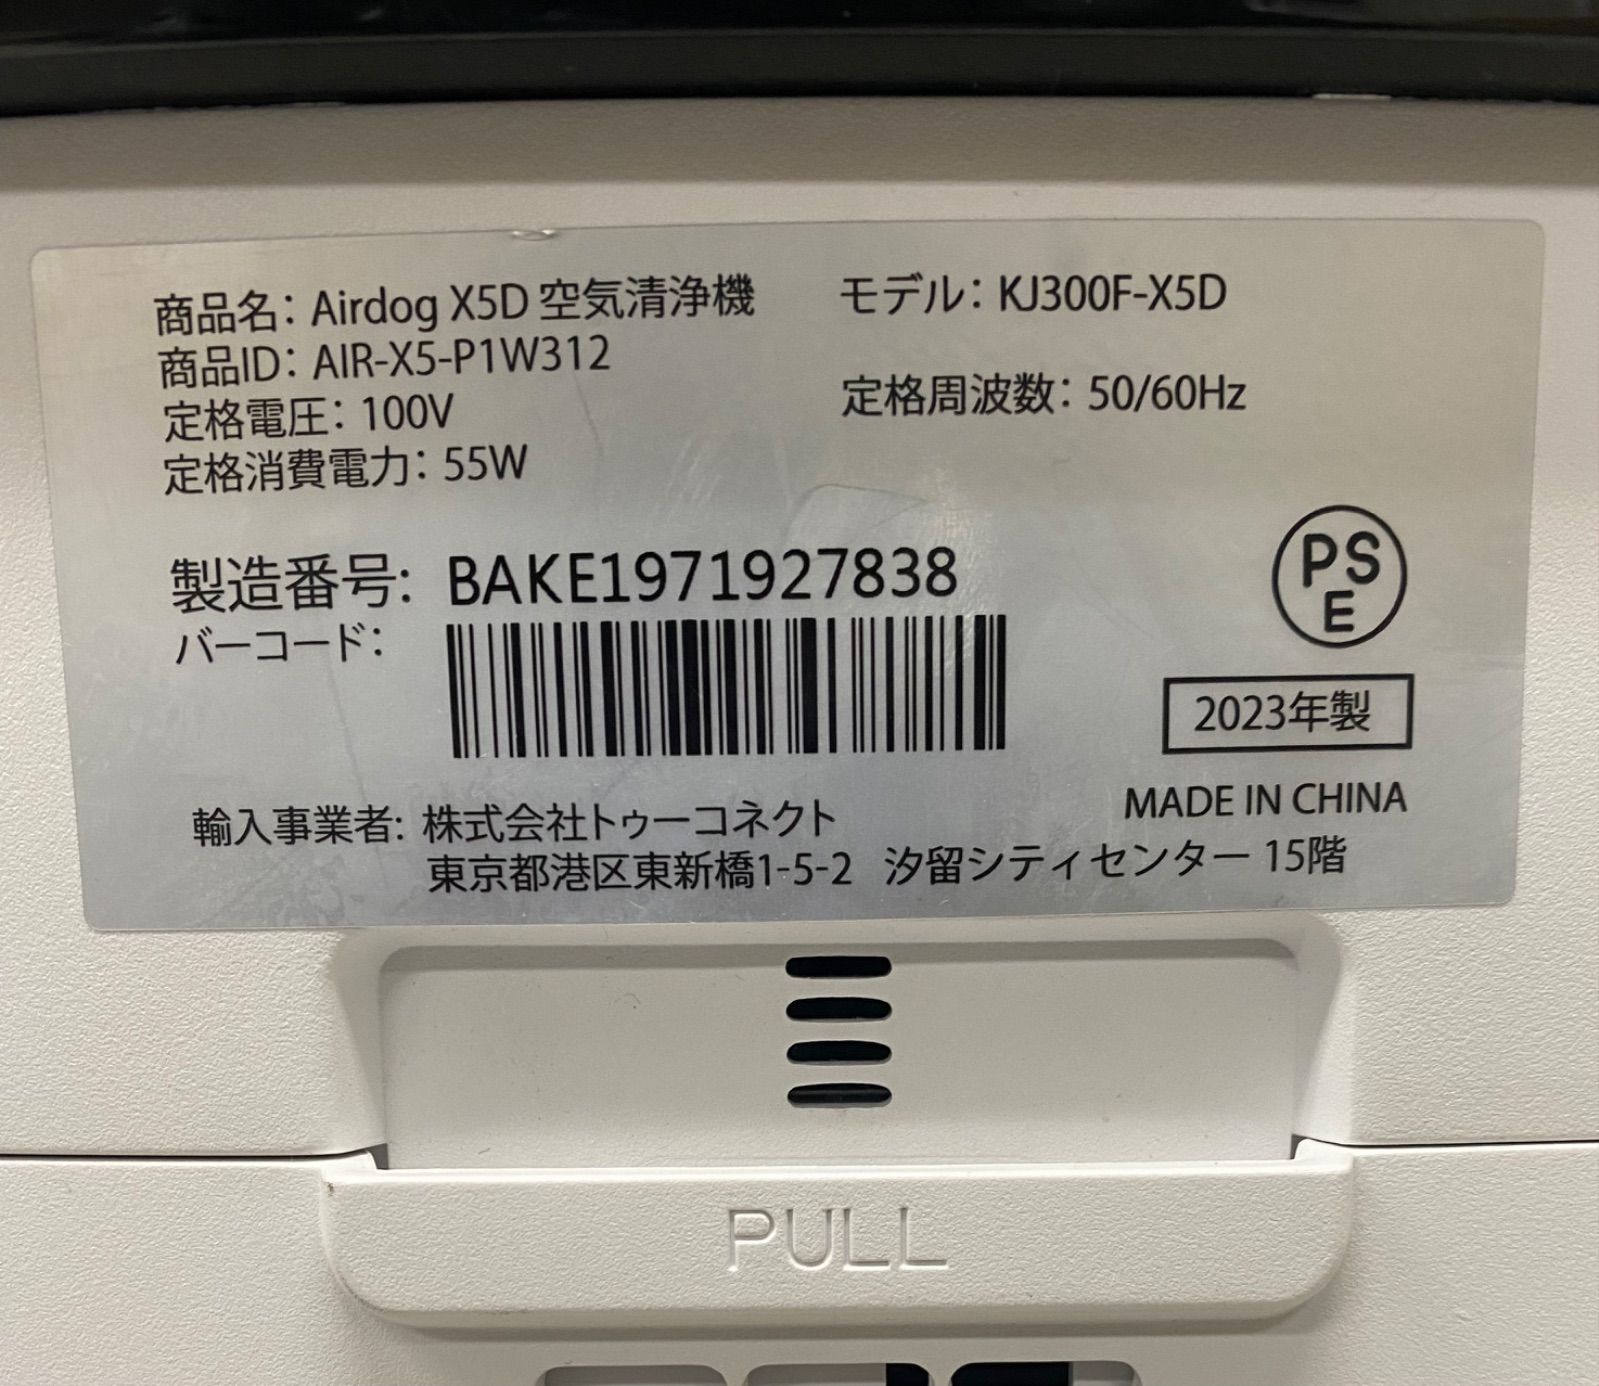 商品名: Airdog X5D 空気清浄機
モデル: KJ300F-X5D
商品ID: AIR-X5-P1W312
定格電圧: 100V
定格周波数: 50/60Hz
定格消費電力: 55W
製造番号: BAKE1971927838
バーコード:
PS
E
2023年製
MADE IN CHINA
輸入事業者: 株式会社トゥーコネクト
東京都港区東新橋1-5-2 汐留シティセンター 15階
PULL